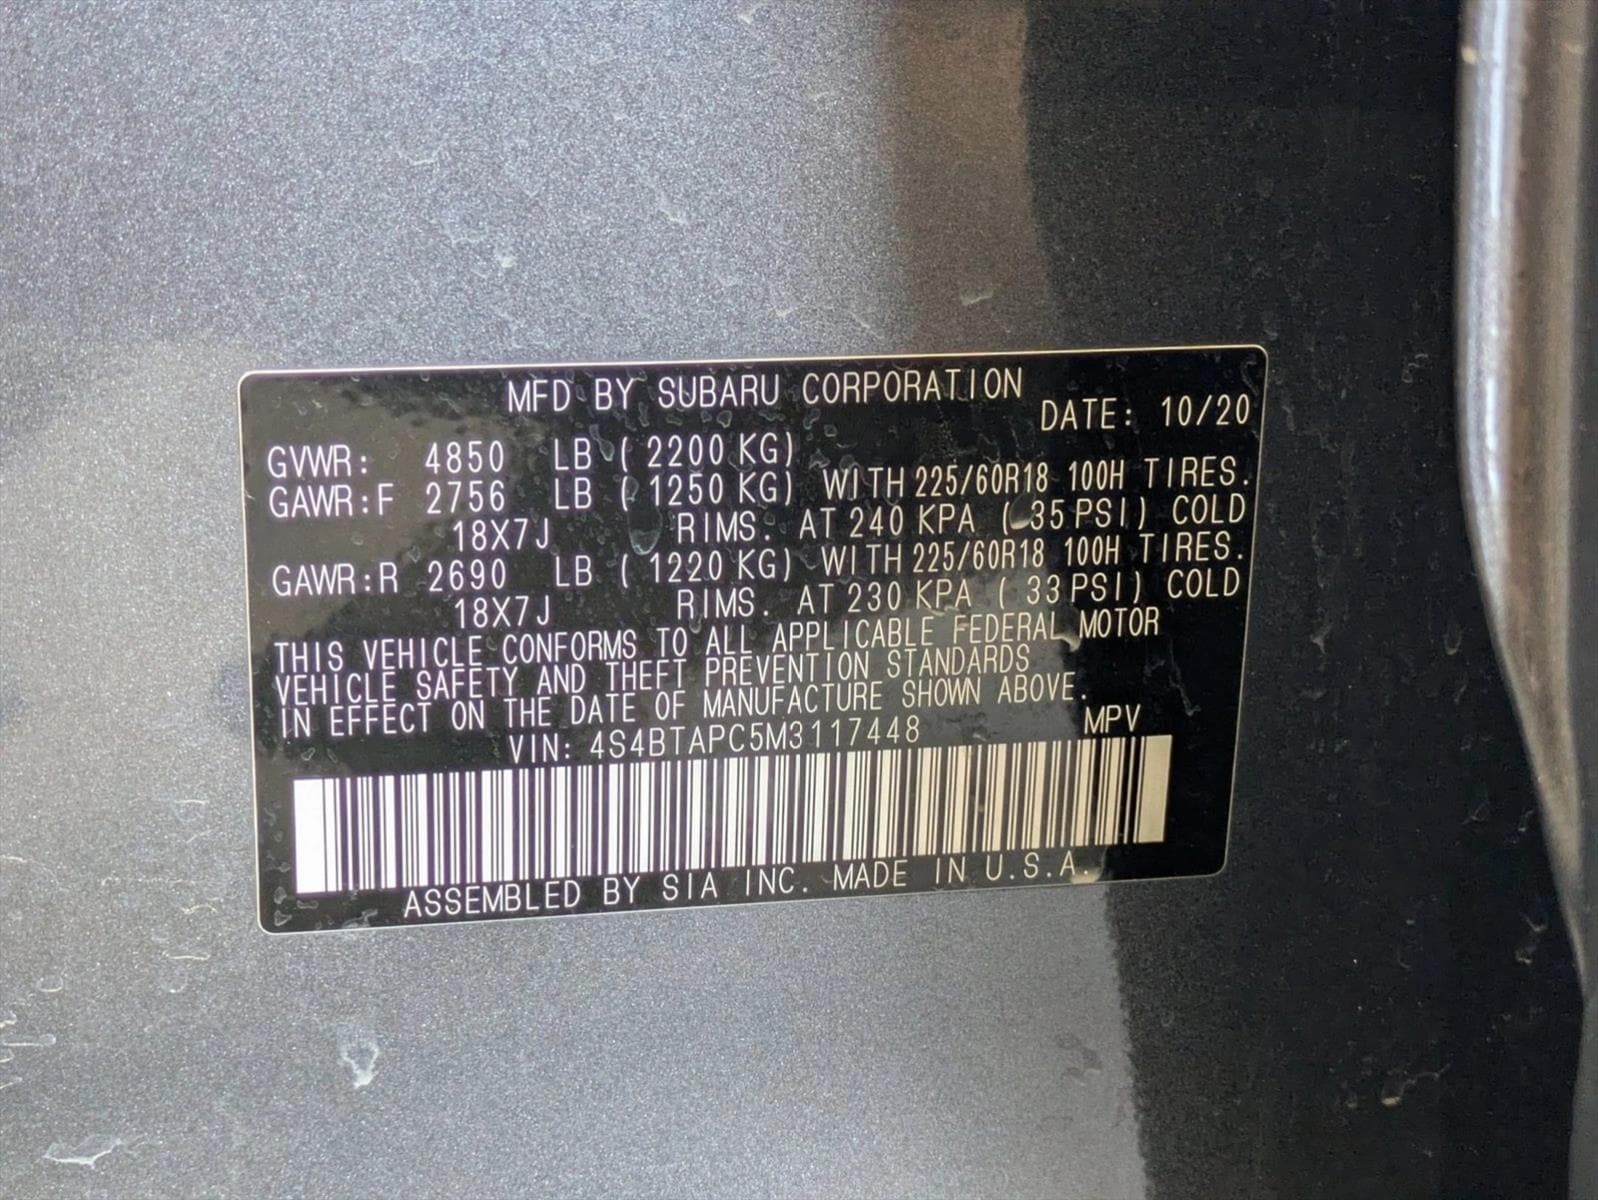 MFD BY SUBARU CORPORATION
DATE: 10/20
GVWR: 4850 LB ( 2200 KG)
GAWR:F 2756 LB ( 1250 KG) WITH 225/60R18 100H TIRES.
18X7J RIMS. AT 240 KPA ( 35 PSI) COLD
GAWR:R 2690 LB ( 1220 KG) WITH 225/60R18 100H TIRES.
18X7J RIMS. AT 230 KPA ( 33 PSI) COLD
THIS VEHICLE CONFORMS TO ALL APPLICABLE FEDERAL MOTOR
VEHICLE SAFETY AND THEFT PREVENTION STANDARDS
IN EFFECT ON THE DATE OF MANUFACTURE SHOWN ABOVE.
VIN: 4S4BTAPC5M3117448 MPV
ASSEMBLED BY SIA INC. MADE IN U.S.A.